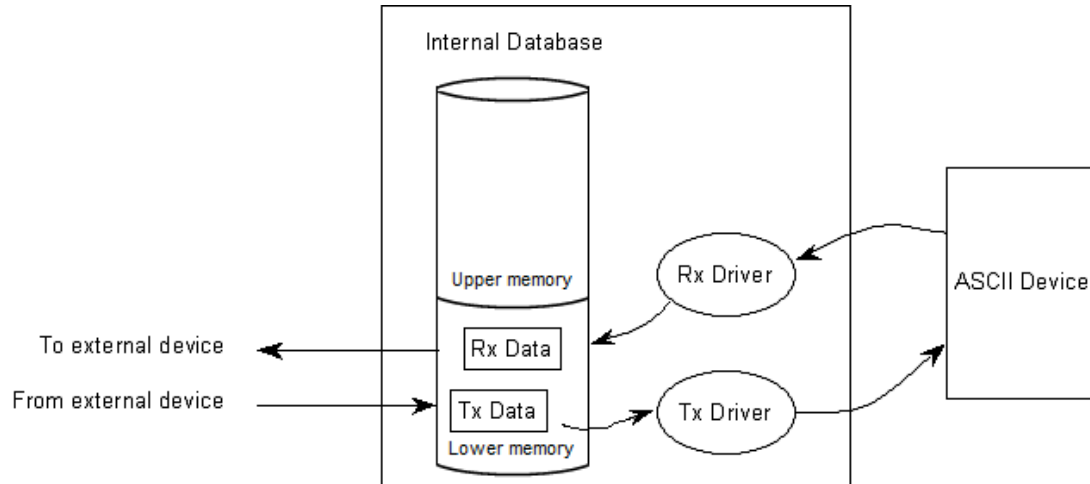 Internal Database
Upper memory
Rx Driver
ASCII Device
To external device
Rx Data
From external device
Tx Data
Tx Driver
Lower memory